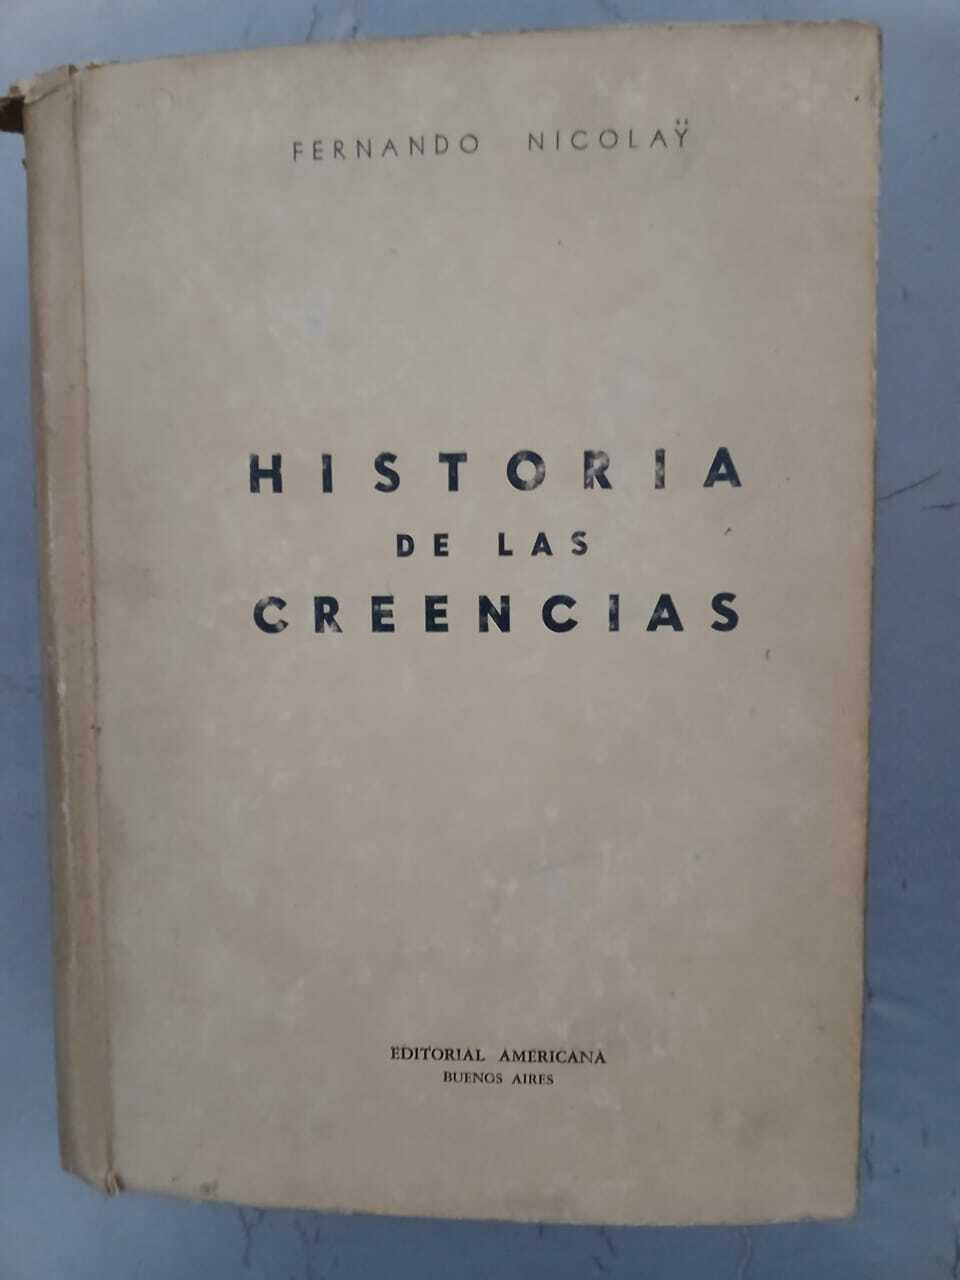 FERNANDO NICOLAŸ
HISTORIA
DE LAS
CREENCIAS
EDITORIAL AMERICANA
BUENOS AIRES